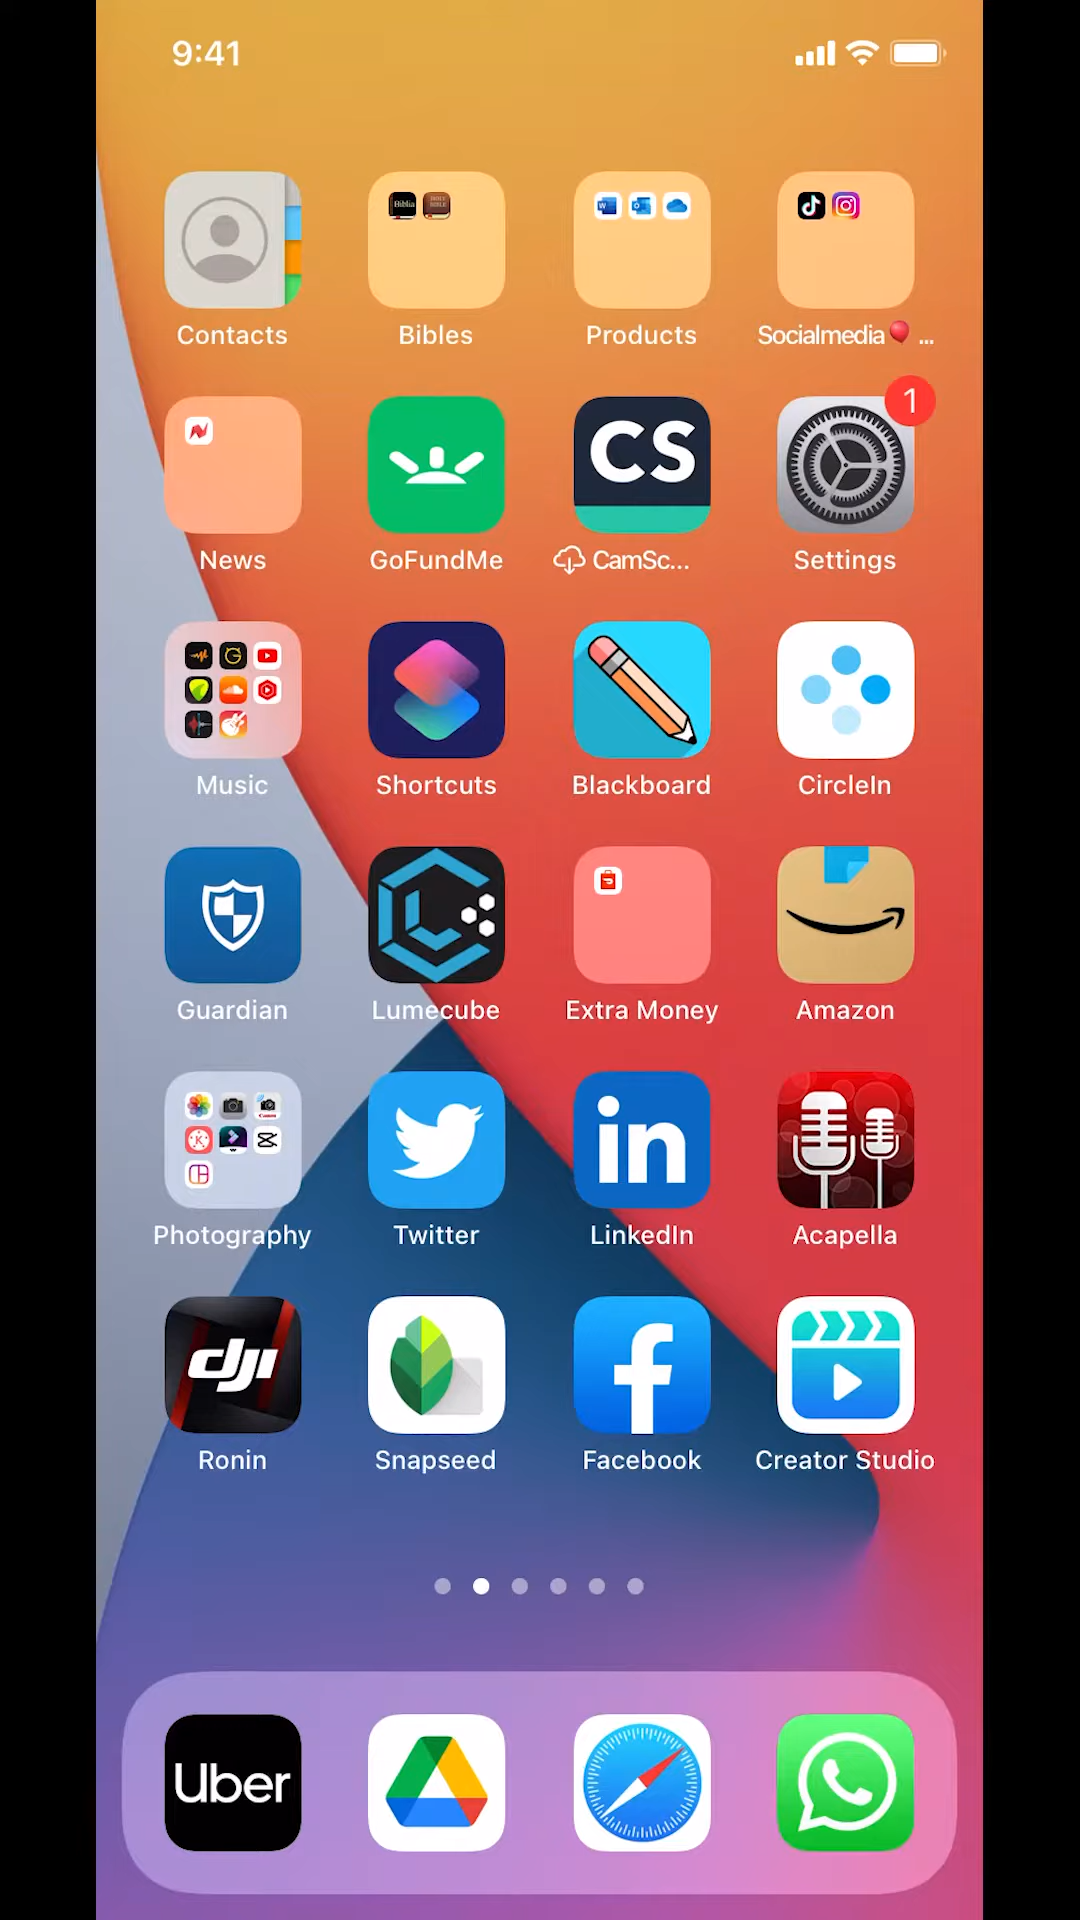 9:41
Contacts
Bibles
Products
Socialmedia🎈 ...
News
GoFundMe
CS
CamSc...
1
Settings
Music
Shortcuts
Blackboard
CircleIn
Guardian
Lumecube
Extra Money
Amazon
Photography
Twitter
in
LinkedIn
Acapella
dji
Ronin
Snapseed
f
Facebook
Creator Studio
Uber